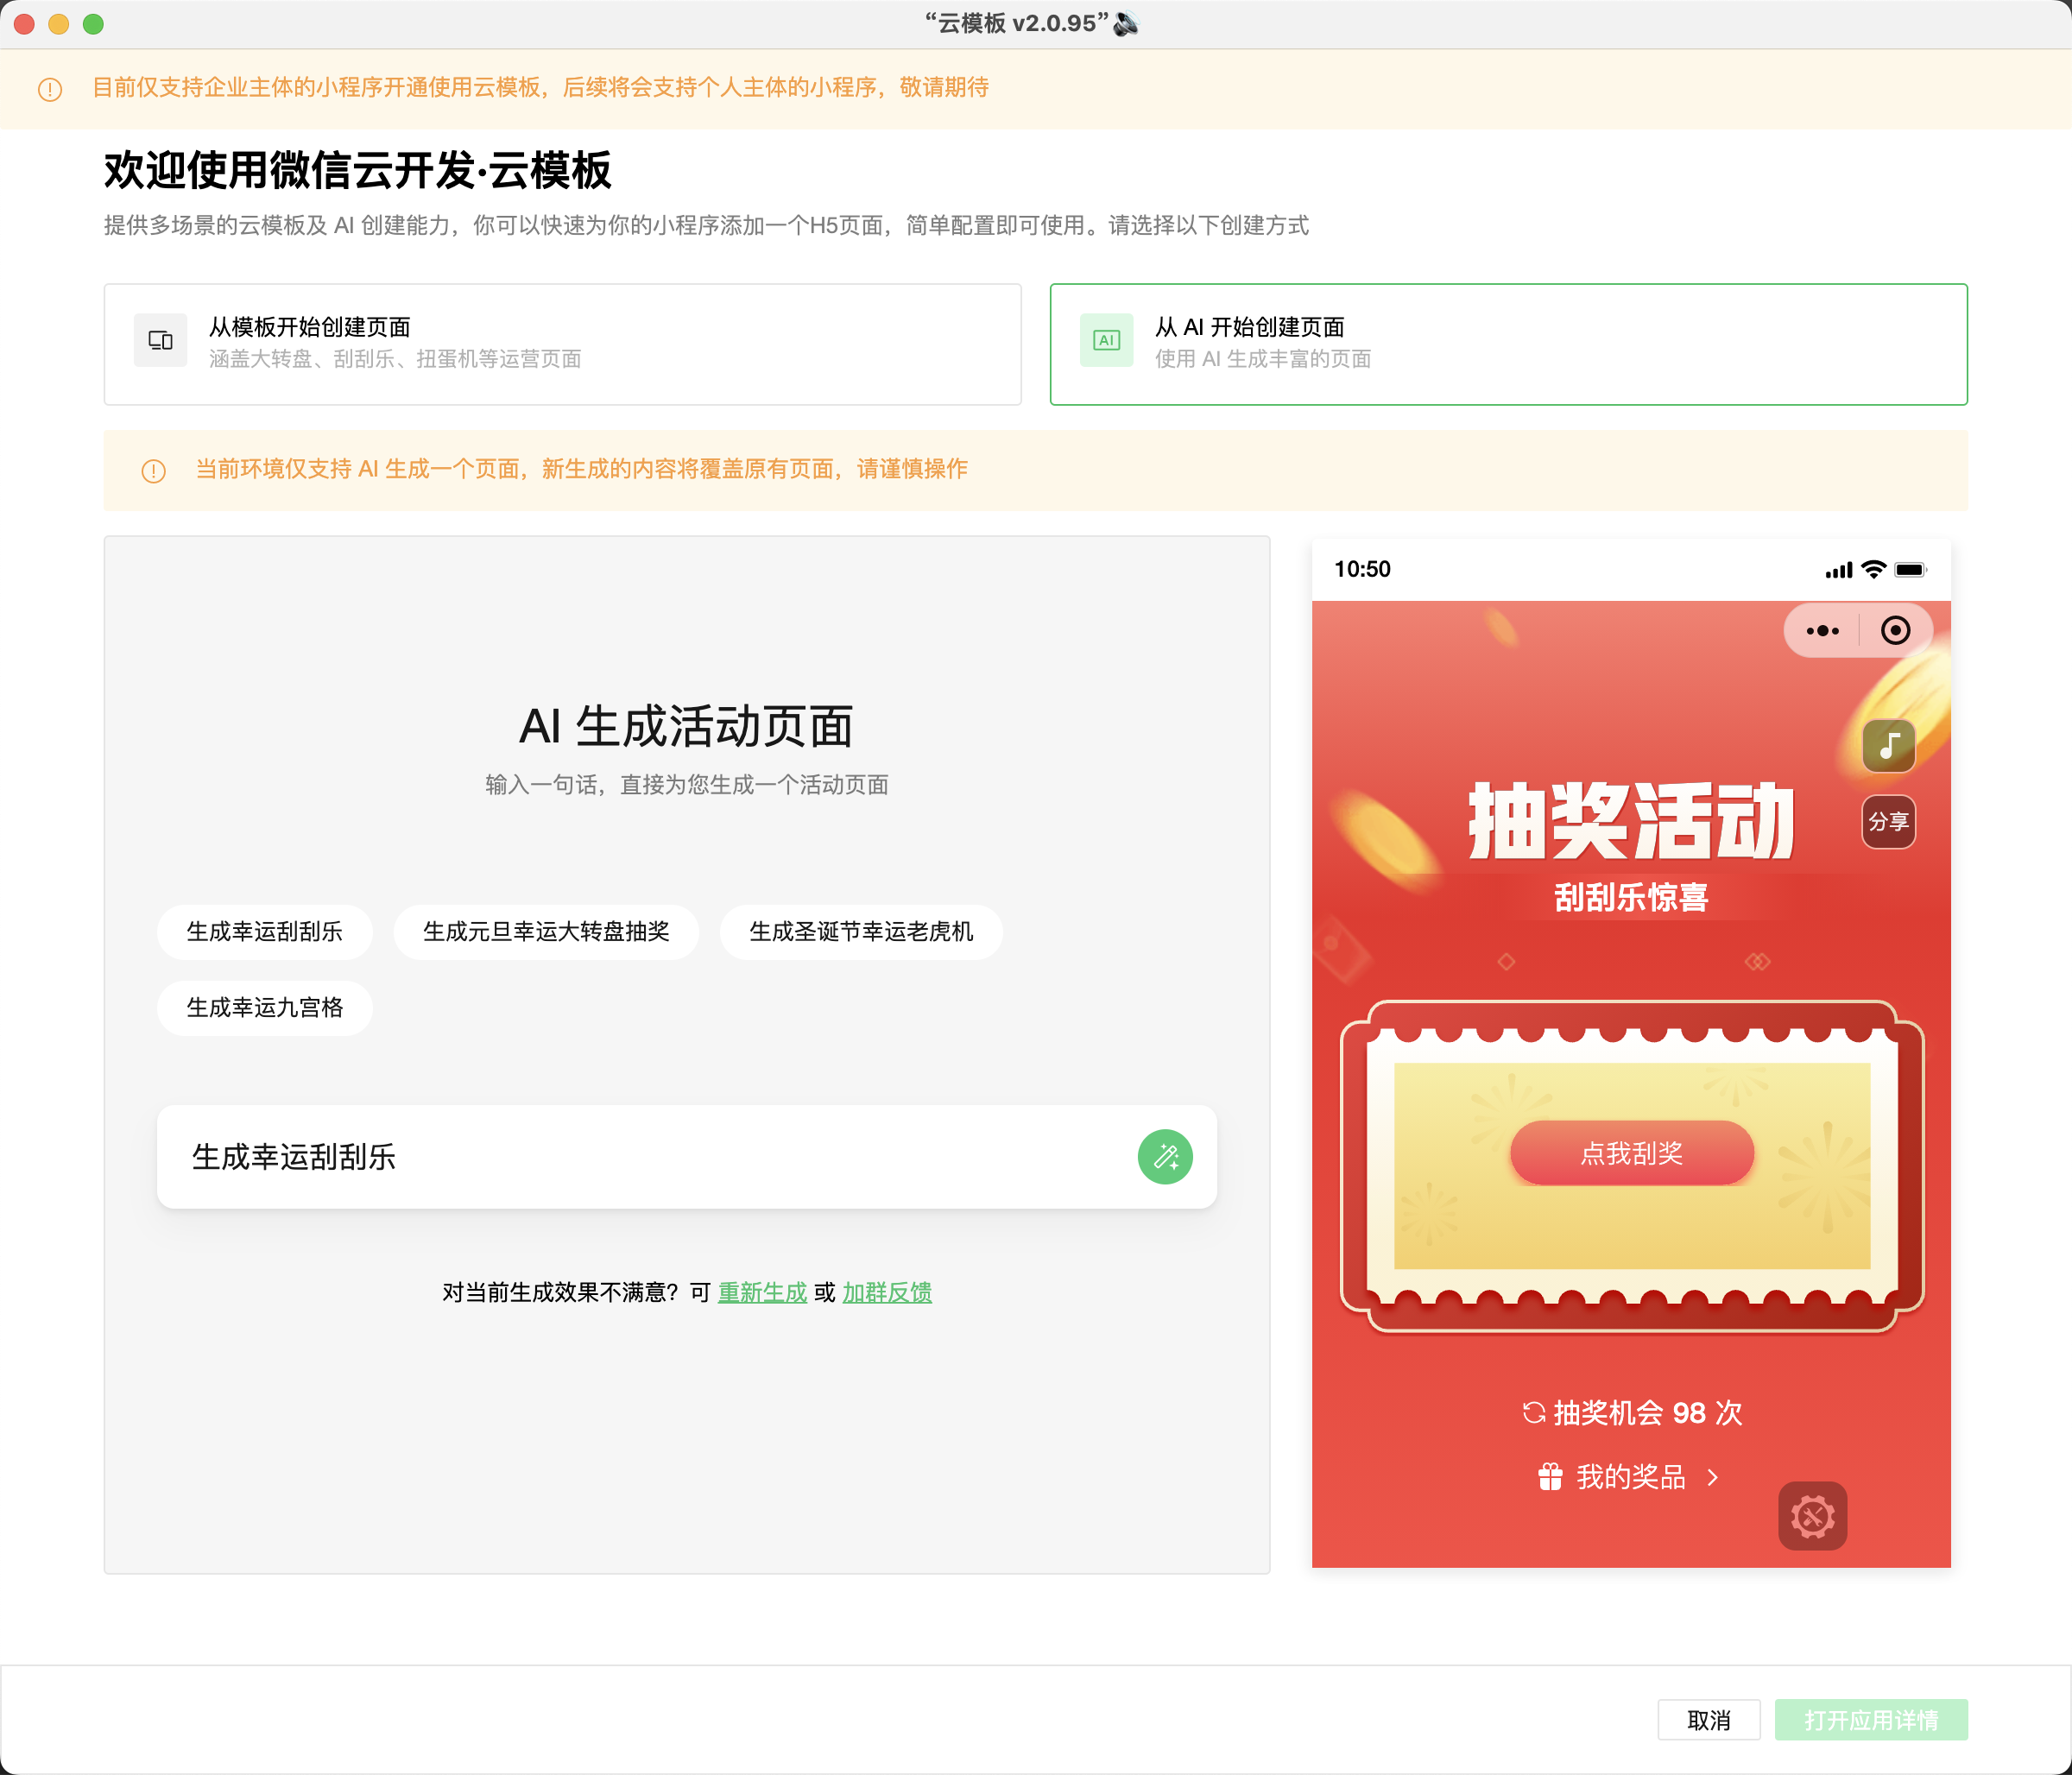 “云模板 v2.0.95”
目前仅支持企业主体的小程序开通使用云模板，后续将会支持个人主体的小程序，敬请期待
欢迎使用微信云开发·云模板
提供多场景的云模板及 AI 创建能力，你可以快速为你的小程序添加一个H5页面，简单配置即可使用。请选择以下创建方式
从模板开始创建页面
涵盖大转盘、刮刮乐、扭蛋机等运营页面
AI
从 AI 开始创建页面
使用 AI 生成丰富的页面
当前环境仅支持 AI 生成一个页面，新生成的内容将覆盖原有页面，请谨慎操作
AI 生成活动页面
输入一句话，直接为您生成一个活动页面
生成幸运刮刮乐
生成元旦幸运大转盘抽奖
生成圣诞节幸运老虎机
生成幸运九宫格
生成幸运刮刮乐
对当前生成效果不满意？可 重新生成 或 加群反馈
10:50
抽奖活动
分享
刮刮乐惊喜
点我刮奖
抽奖机会 98 次
我的奖品
取消
打开应用详情